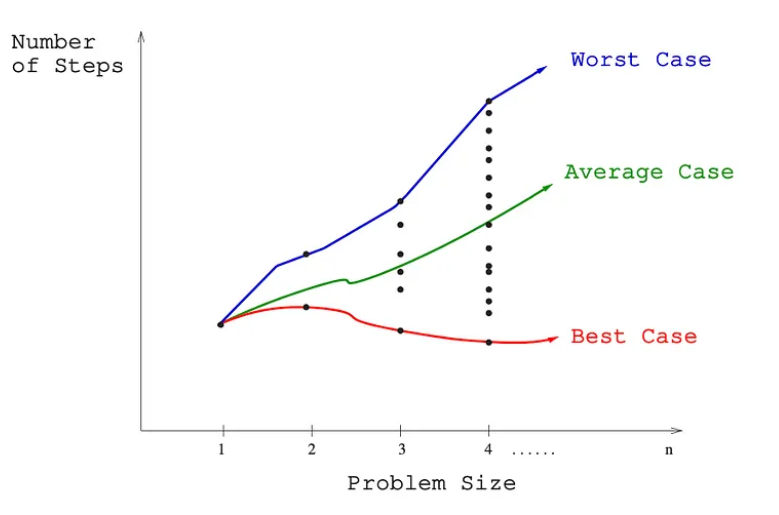 Number
of Steps
Worst Case
Average Case
Best Case
1 2 3 4 ...... n
Problem Size